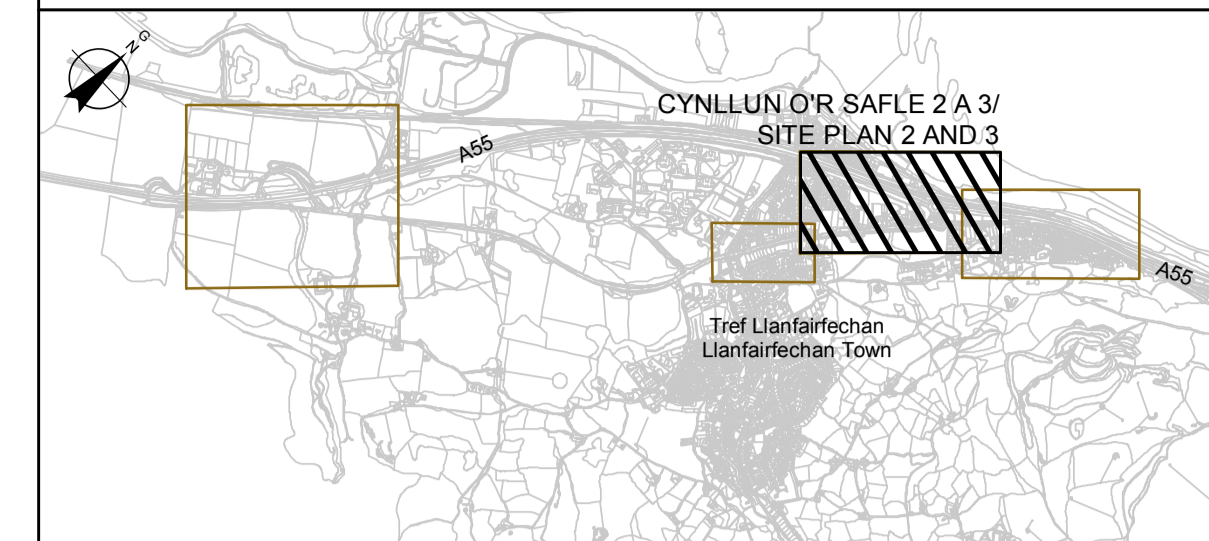 N G
CYNLLUN O'R SAFLE 2 A 3/
SITE PLAN 2 AND 3
A55
A55
Tref Llanfairfechan
Llanfairfechan Town